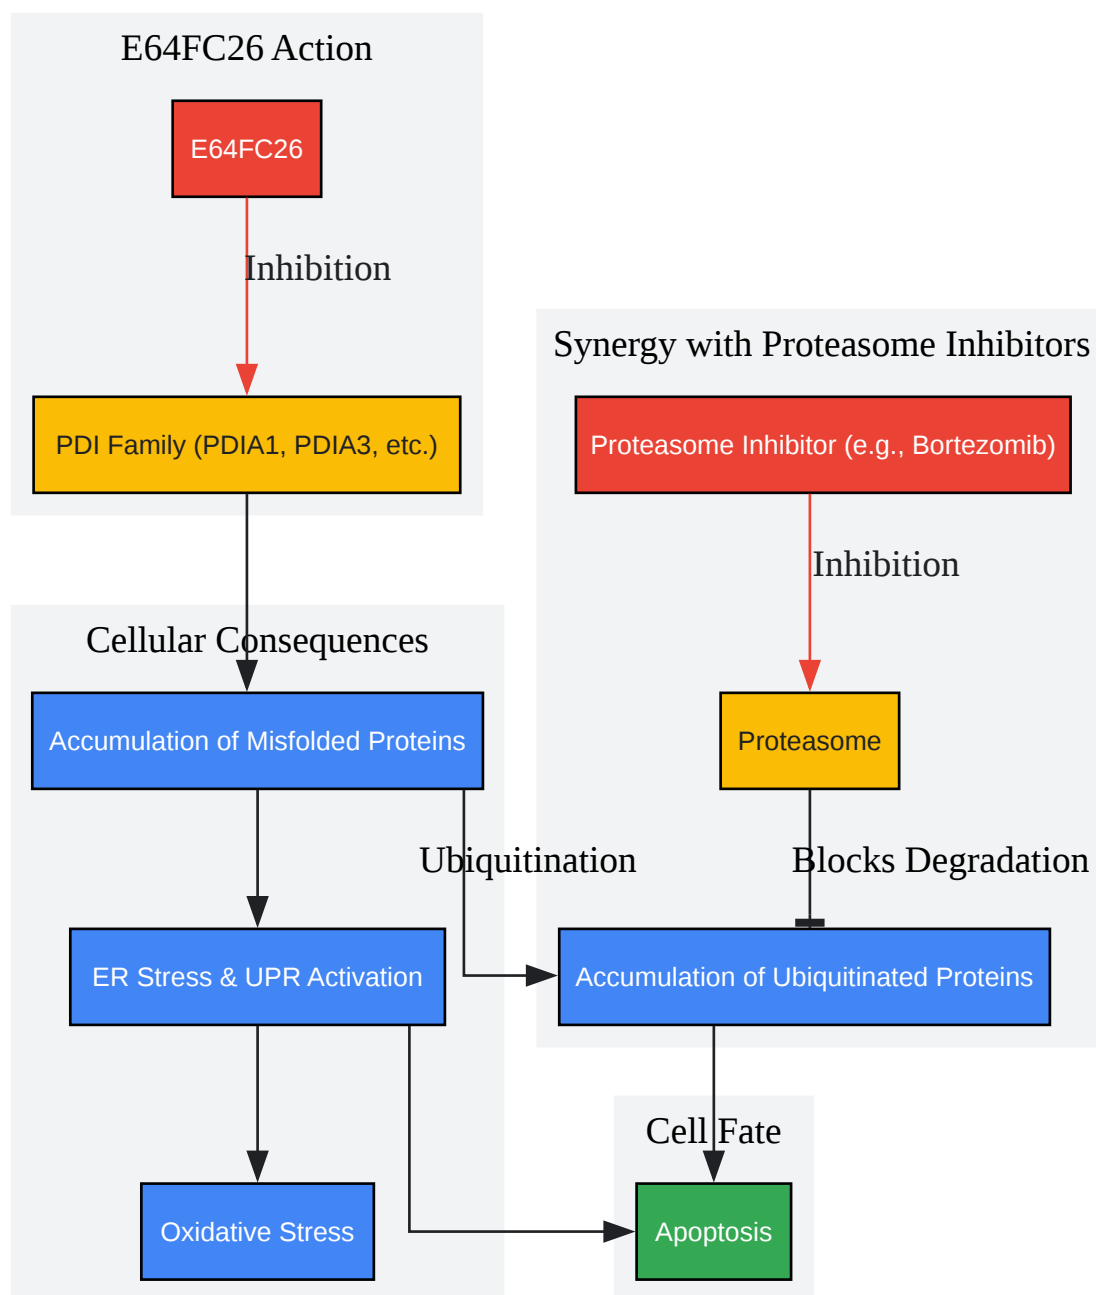 E64FC26 Action
E64FC26
Inhibition
PDI Family (PDIA1, PDIA3, etc.)
Synergy with Proteasome Inhibitors
Proteasome Inhibitor (e.g., Bortezomib)
Inhibition
Proteasome
Blocks Degradation
Cellular Consequences
Accumulation of Misfolded Proteins
Ubiquitination
ER Stress & UPR Activation
Accumulation of Ubiquitinated Proteins
Oxidative Stress
Cell Fate
Apoptosis